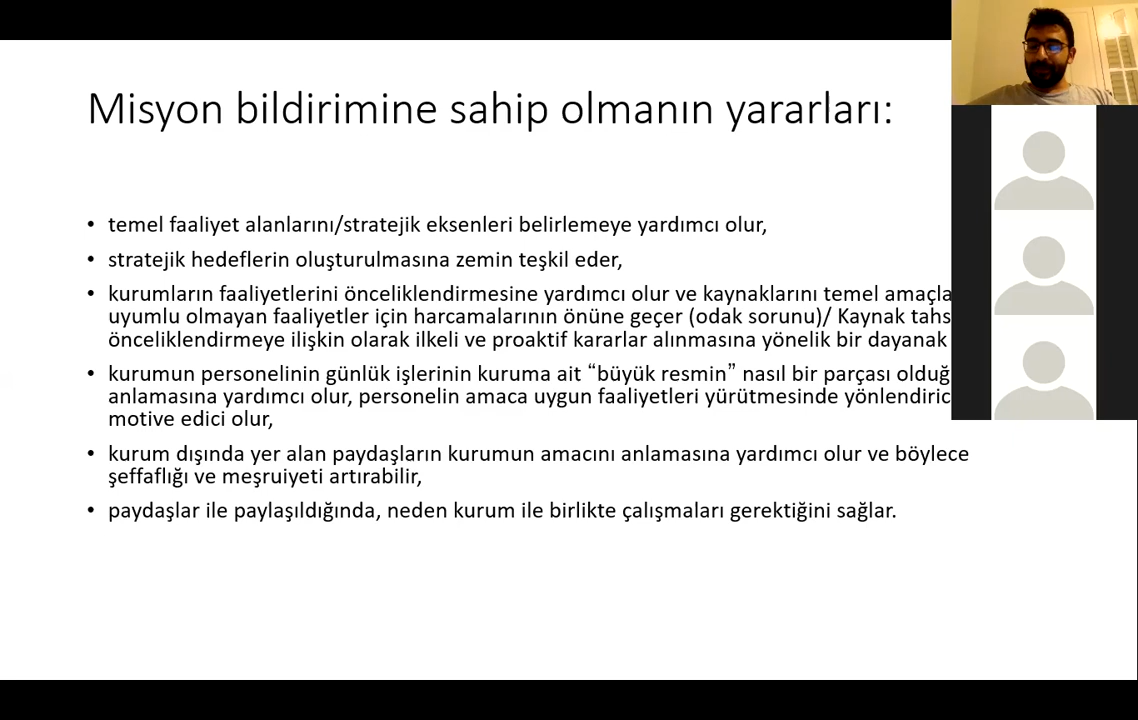 Misyon bildirimine sahip olmanın yararları:
• temel faaliyet alanlarını/stratejik eksenleri belirlemeye yardımcı olur,
• stratejik hedeflerin oluşturulmasına zemin teşkil eder,
• kurumların faaliyetlerini önceliklendirmesine yardımcı olur ve kaynaklarını temel
uyumlu olmayan faaliyetler için harcamalarının önüne geçer (odak sorunu)/ Kaynak
önceliklendirmeye ilişkin olarak ilkeli ve proaktif kararlar alınmasına yönelik bir dayanak
• kurumun personelinin günlük işlerinin kuruma ait “büyük resmin” nasıl bir parçası
anlamasına yardımcı olur, personelin amaca uygun faaliyetleri yürütmesinde
motive edici olur,
• kurum dışında yer alan paydaşların kurumun amacını anlamasına yardımcı olur ve böylece
şeffaflığı ve meşruiyeti artırabilir,
• paydaşlar ile paylaşıldığında, neden kurum ile birlikte çalışmaları gerektiğini sağlar.